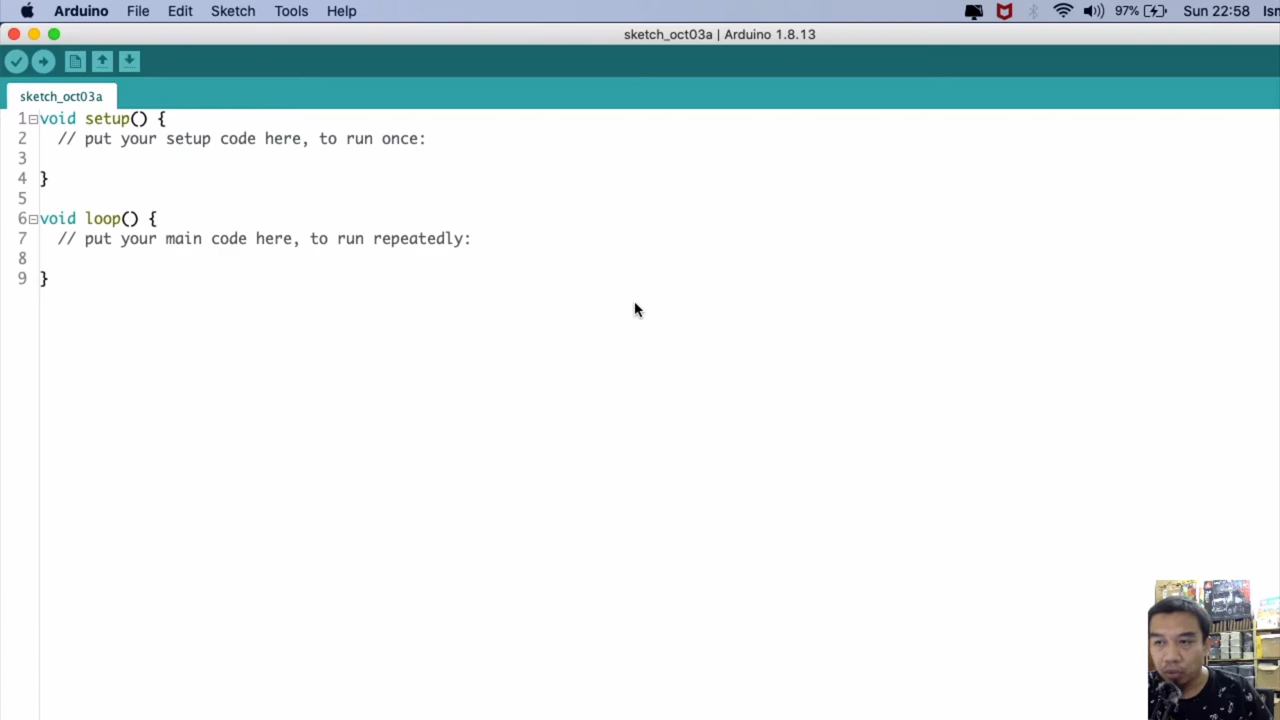 Arduino File Edit Sketch Tools Help 97% Sun 22:58 Ism
sketch_oct03a | Arduino 1.8.13
sketch_oct03a
1 void setup() {
2 // put your setup code here, to run once:
3
4 }
5
6 void loop() {
7 // put your main code here, to run repeatedly:
8
9 }